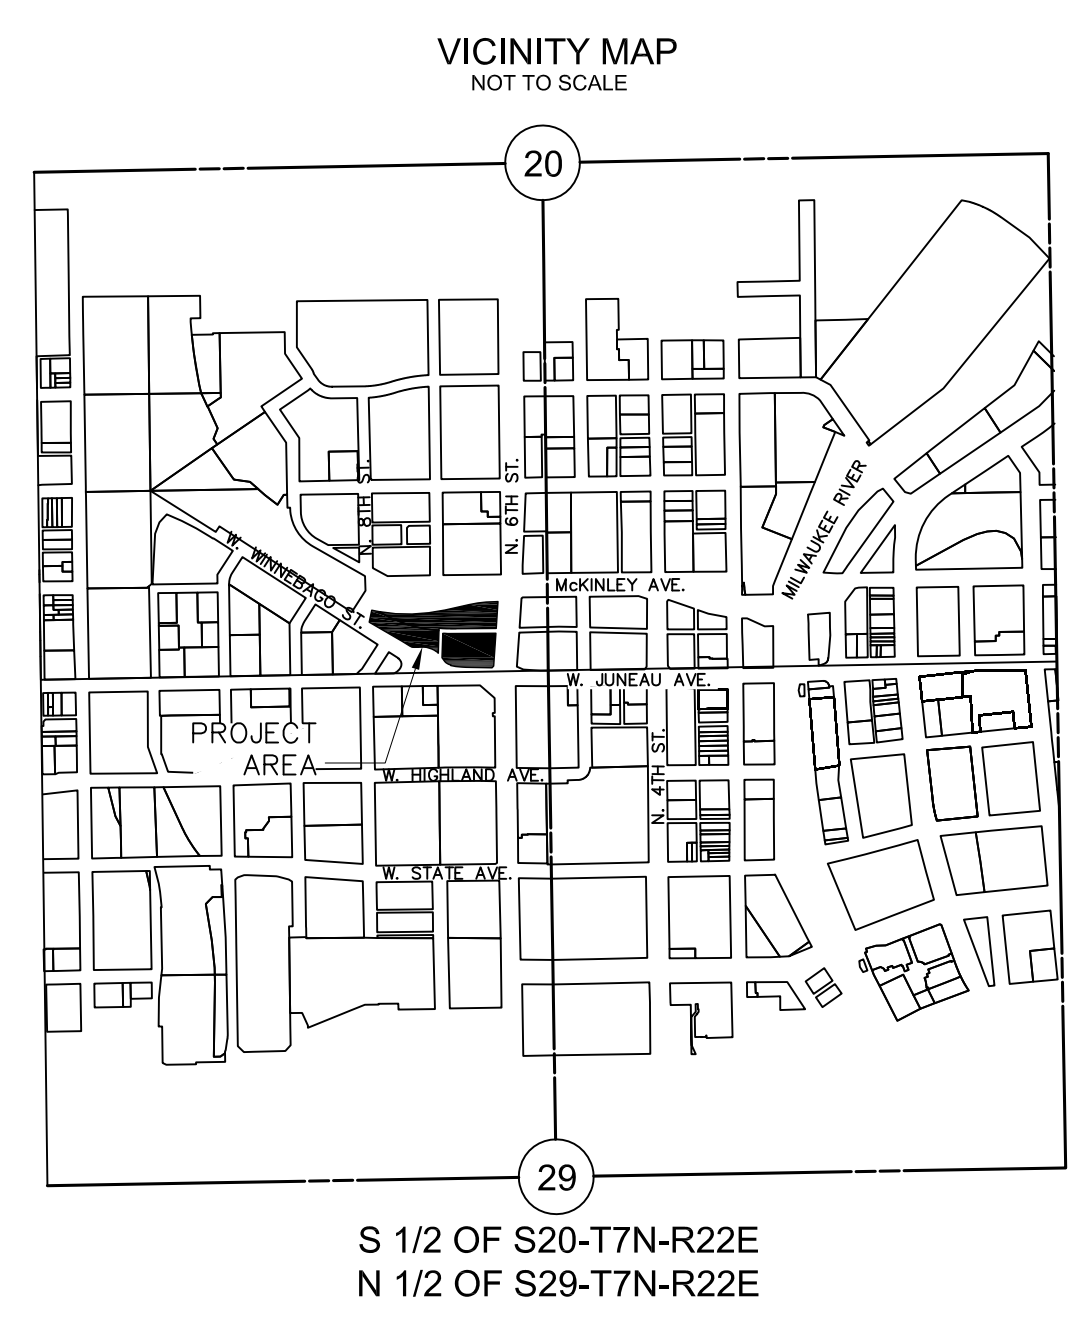 VICINITY MAP
NOT TO SCALE
20
N. 8TH ST.
N. 6TH ST.
MILWAUKEE RIVER
W. WINNEBAGO ST.
McKINLEY AVE.
W. JUNEAU AVE.
PROJECT
AREA
W. HIGHLAND AVE.
N. 4TH ST.
W. STATE AVE.
29
S 1/2 OF S20-T7N-R22E
N 1/2 OF S29-T7N-R22E